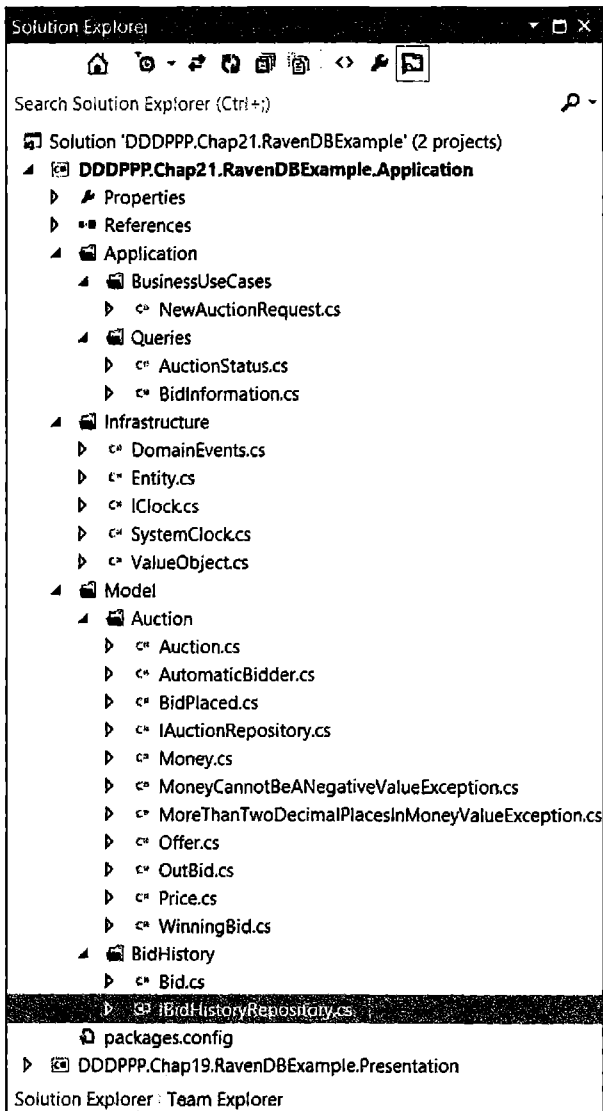 Solution Explorer
Search Solution Explorer (Ctrl+;)
Solution 'DDDPPP.Chap21.RavenDBExample' (2 projects)
DDDPPP.Chap21.RavenDBExample.Application
Properties
References
Application
BusinessUseCases
C# NewAuctionRequest.cs
Queries
C# AuctionStatus.cs
C# BidInformation.cs
Infrastructure
C# DomainEvents.cs
C# Entity.cs
C# IClock.cs
C# SystemClock.cs
C# ValueObject.cs
Model
Auction
C# Auction.cs
C# AutomaticBidder.cs
C# BidPlaced.cs
C# IAuctionRepository.cs
C# Money.cs
C# MoneyCannotBeANegativeValueException.cs
C# MoreThanTwoDecimalPlacesInMoneyValueException.cs
C# Offer.cs
C# OutBid.cs
C# Price.cs
C# WinningBid.cs
BidHistory
C# Bid.cs
C# IBidHistoryRepository.cs
packages.config
DDDPPP.Chap19.RavenDBExample.Presentation
Solution Explorer Team Explorer